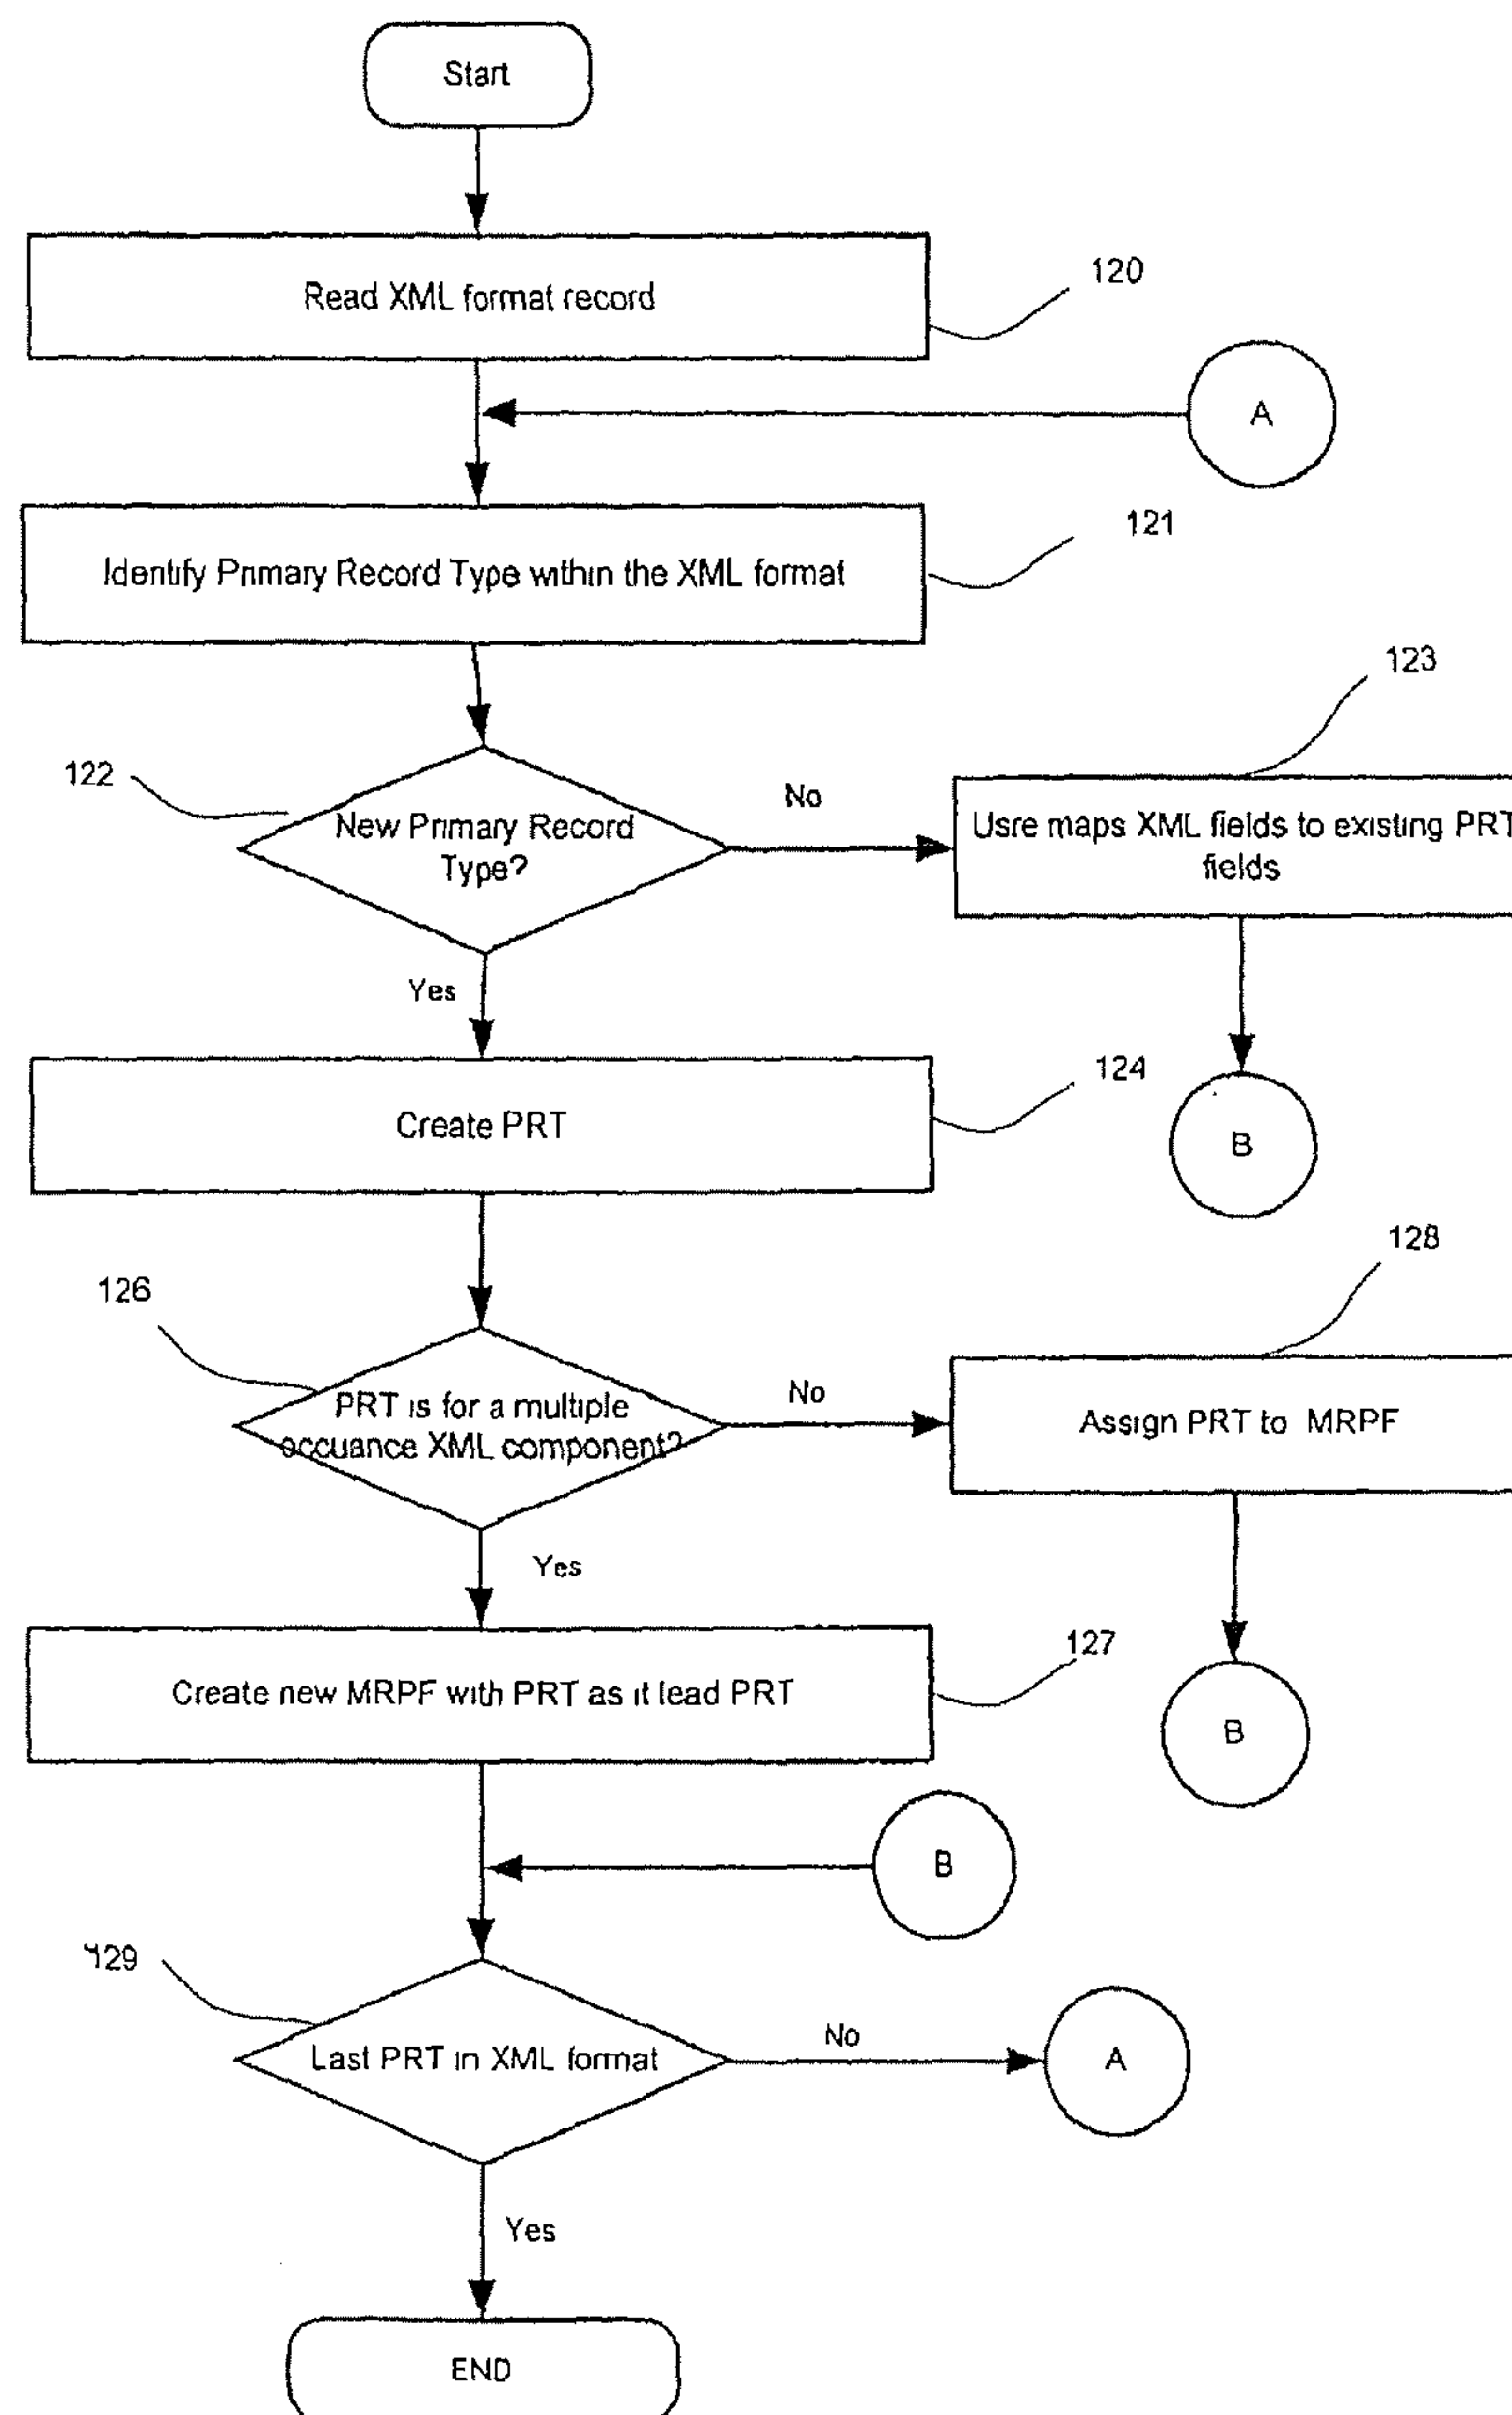 Start
Read XML format record
120
A
Identify Primary Record Type within the XML format
121
122
New Primary Record
Type?
No
123
Usre maps XML fields to existing PRT
fields
Yes
B
Create PRT
124
126
PRT is for a multiple
occuance XML component?
No
128
Assign PRT to MRPF
Yes
B
Create new MRPF with PRT as it lead PRT
127
B
129
Last PRT in XML format
No
A
Yes
END